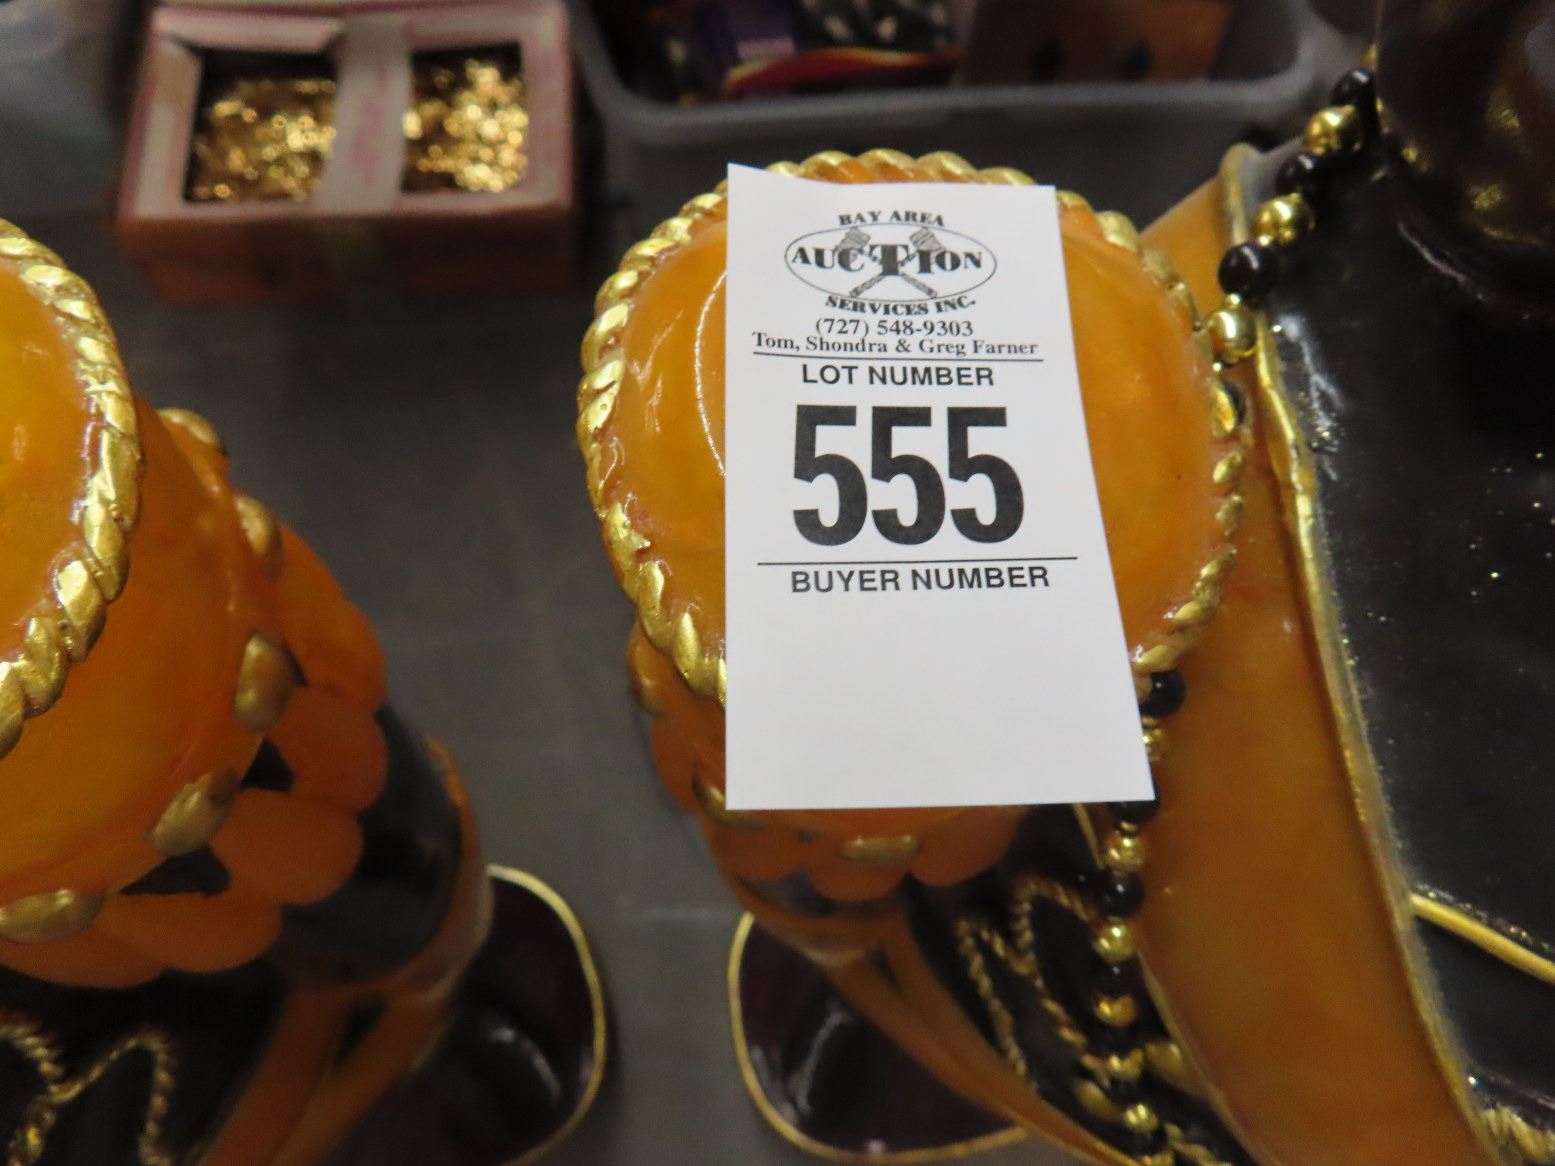 BAY AREA
AUCTION
SERVICES INC.
(727) 548-9303
Tom, Shondra & Greg Farner
LOT NUMBER
555
BUYER NUMBER